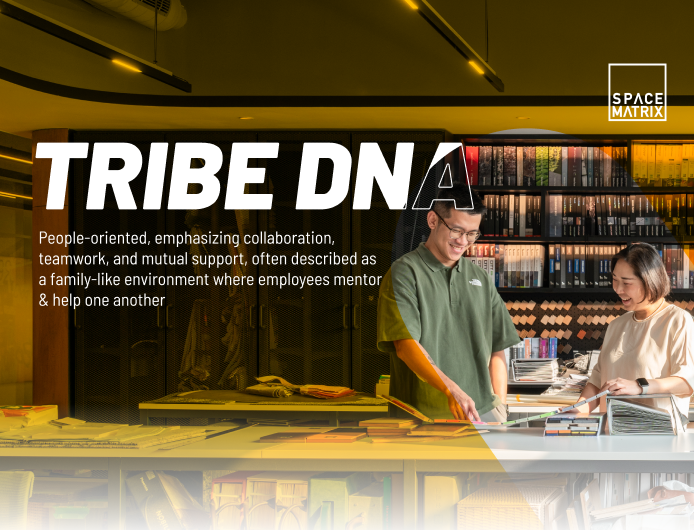 SPACE
MATRIX
TRIBE DNA
People-oriented, emphasizing collaboration,
teamwork, and mutual support, often described as
a family-like environment where employees mentor
& help one another